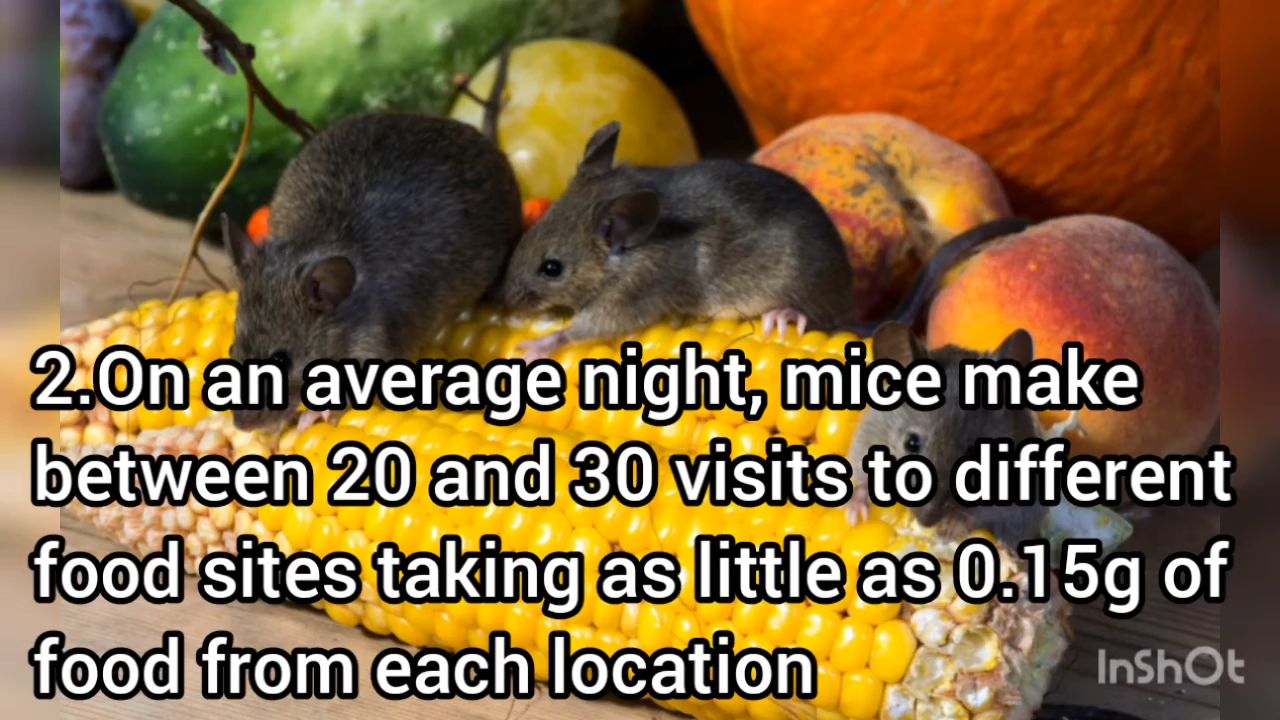 2.On an average night, mice make
between 20 and 30 visits to different
food sites taking as little as 0.15g of
food from each location
InShOt